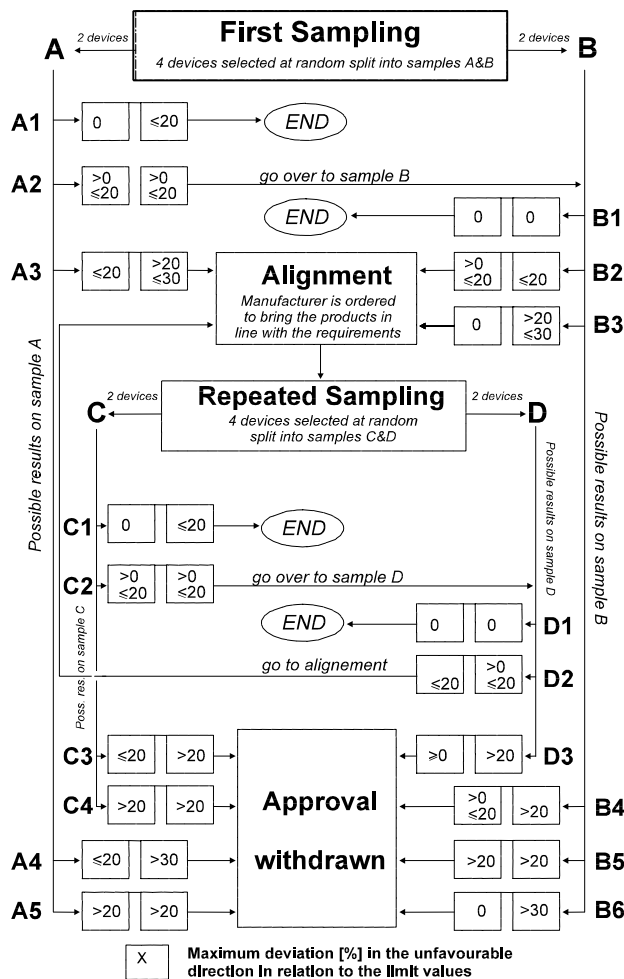 First Sampling
4 devices selected at random split into samples A&B
A
2 devices
2 devices
B
A1
0
≤20
END
A2
>0
≤20
>0
≤20
go over to sample B
END
0
0
B1
A3
≤20
>20
≤30
Alignment
Manufacturer is ordered
to bring the products in
line with the requirements
>0
≤20
≤20
B2
0
>20
≤30
B3
Possible results on sample A
Possible results on sample B
C
2 devices
Repeated Sampling
4 devices selected at random
split into samples C&D
2 devices
D
Poss. res. on sample C
Possible results on sample D
C1
0
≤20
END
C2
>0
≤20
>0
≤20
go over to sample D
END
0
0
D1
go to alignement
≤20
>0
≤20
D2
C3
≤20
>20
Approval
withdrawn
≥0
>20
D3
C4
>20
>20
>0
≤20
>20
B4
A4
≤20
>30
>20
>20
B5
A5
>20
>20
0
>30
B6
X
Maximum deviation [%] in the unfavourable
direction in relation to the limit values